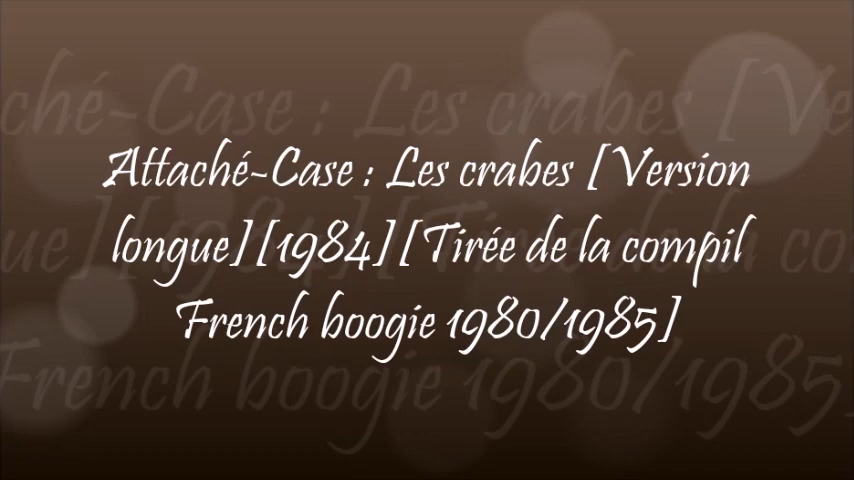 Attaché-Case : Les crabes [Version
longue][1984][Tirée de la compil
French boogie 1980/1985]